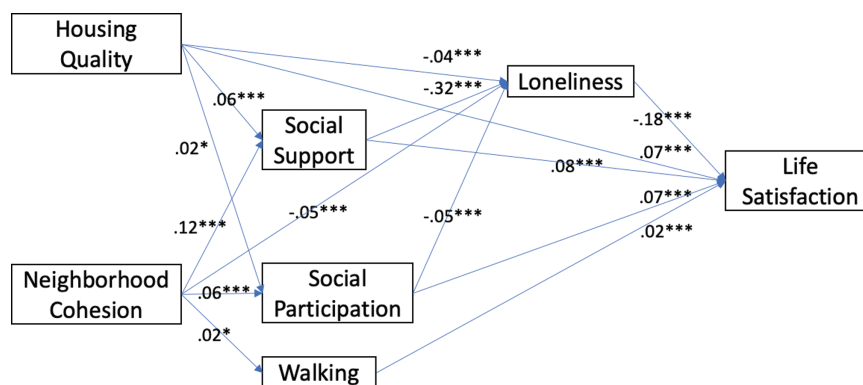 Housing
Quality
-.04***
Loneliness
-.32***
.06***
Social
Support
-.18***
.02*
.07***
.08***
Life
Satisfaction
.07***
.12***
-.05***
-.05***
.02***
Neighborhood
Cohesion
.06***
Social
Participation
.02*
Walking